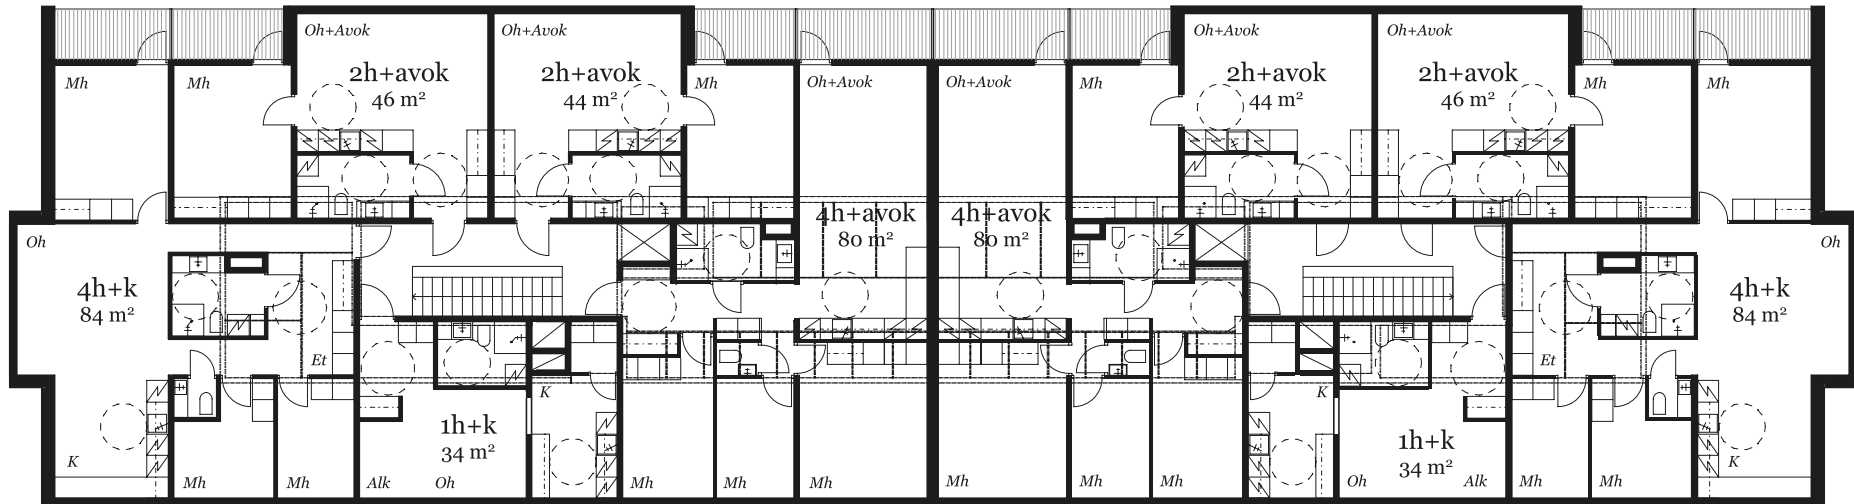 Oh+Avok
Oh+Avok
Oh+Avok
Oh+Avok
2h+avok
46 m²
2h+avok
44 m²
2h+avok
44 m²
2h+avok
46 m²
Mh
Mh
Mh
Oh+Avok
Oh+Avok
Mh
Mh
Mh
4h+avok
80 m²
4h+avok
80 m²
Oh
Oh
4h+k
84 m²
4h+k
84 m²
Et
Et
K
K
1h+k
34 m²
1h+k
34 m²
K
K
Mh
Mh
Alk
Oh
Mh
Mh
Mh
Mh
Mh
Mh
Oh
Alk
Mh
Mh